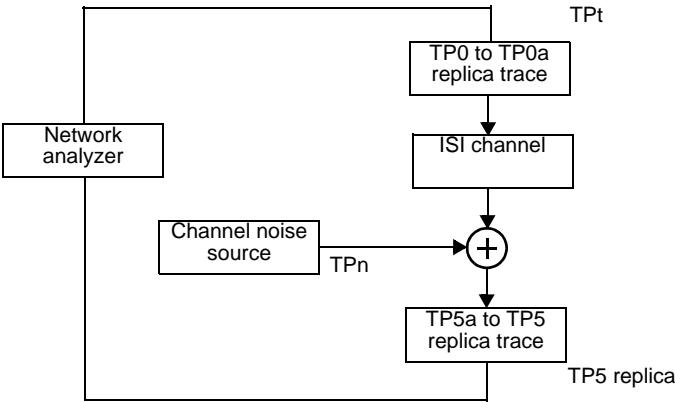 TPt
TP0 to TP0a
replica trace
Network
analyzer
ISI channel
Channel noise
source
TPn
+
TP5a to TP5
replica trace
TP5 replica